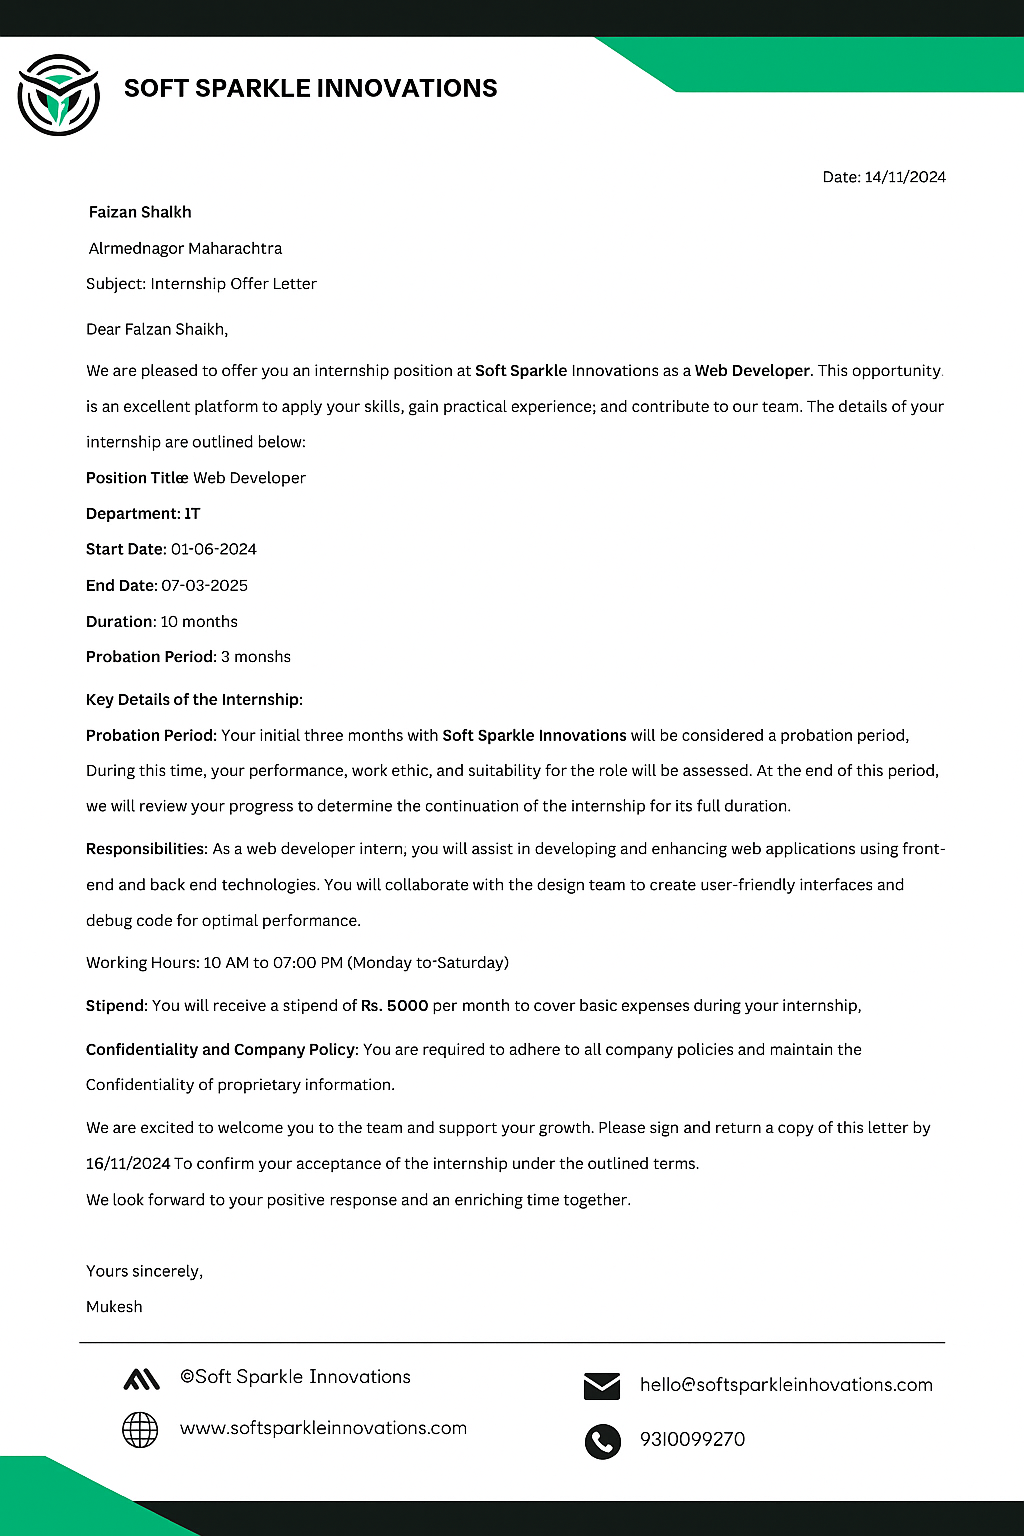 SOFT SPARKLE INNOVATIONS
Date: 14/11/2024
Faizan Shalkh
Alrmednagor Maharachtra
Subject: Internship Offer Letter
Dear Falzan Shaikh,
We are pleased to offer you an internship position at Soft Sparkle Innovations as a Web Developer. This opportunity.
is an excellent platform to apply your skills, gain practical experience; and contribute to our team. The details of your
internship are outlined below:
Position Title Web Developer
Department: IT
Start Date: 01-06-2024
End Date: 07-03-2025
Duration: 10 months
Probation Period: 3 monshs
Key Details of the Internship:
Probation Period: Your initial three months with Soft Sparkle Innovations will be considered a probation period,
During this time, your performance, work ethic, and suitability for the role will be assessed. At the end of this period,
we will review your progress to determine the continuation of the internship for its full duration.
Responsibilities: As a web developer intern; you will assist in developing and enhancing web applications using front-
end and back end technologies. You will collaborate with the design team to create user-friendly interfaces and
debug code for optimal performance.
Working Hours: 10 AM to 07:00 PM (Monday to-Saturday)
Stipend: You will receive a stipend of Rs. 5000 per month to cover basic expenses during your internship,
Confidentiality and Company Policy: You are required to adhere to all company policies and maintain the
Confidentiality of proprietary information.
We are excited to welcome you to the team and support your growth. Please sign and return a copy of this letter by
16/11/2024 To confirm your acceptance of the internship under the outlined terms.
We look forward to your positive response and an enriching time together.
Yours sincerely,
Mukesh
©Soft Sparkle Innovations
hello@softsparkleinhovations.com
www.softsparkleinnovations.com
93I0099270